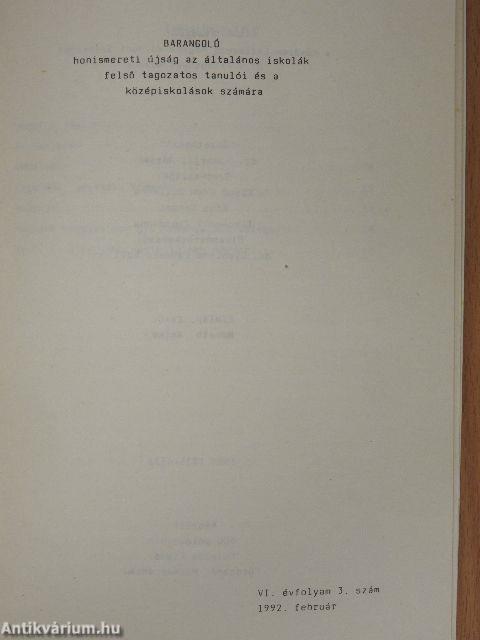 BARANGOLÓ
honismereti újság az általános iskolák
felső tagozatos tanulói és a
középiskolások számára
VI. évfolyam 3. szám
1992. február
Antikvárium.hu